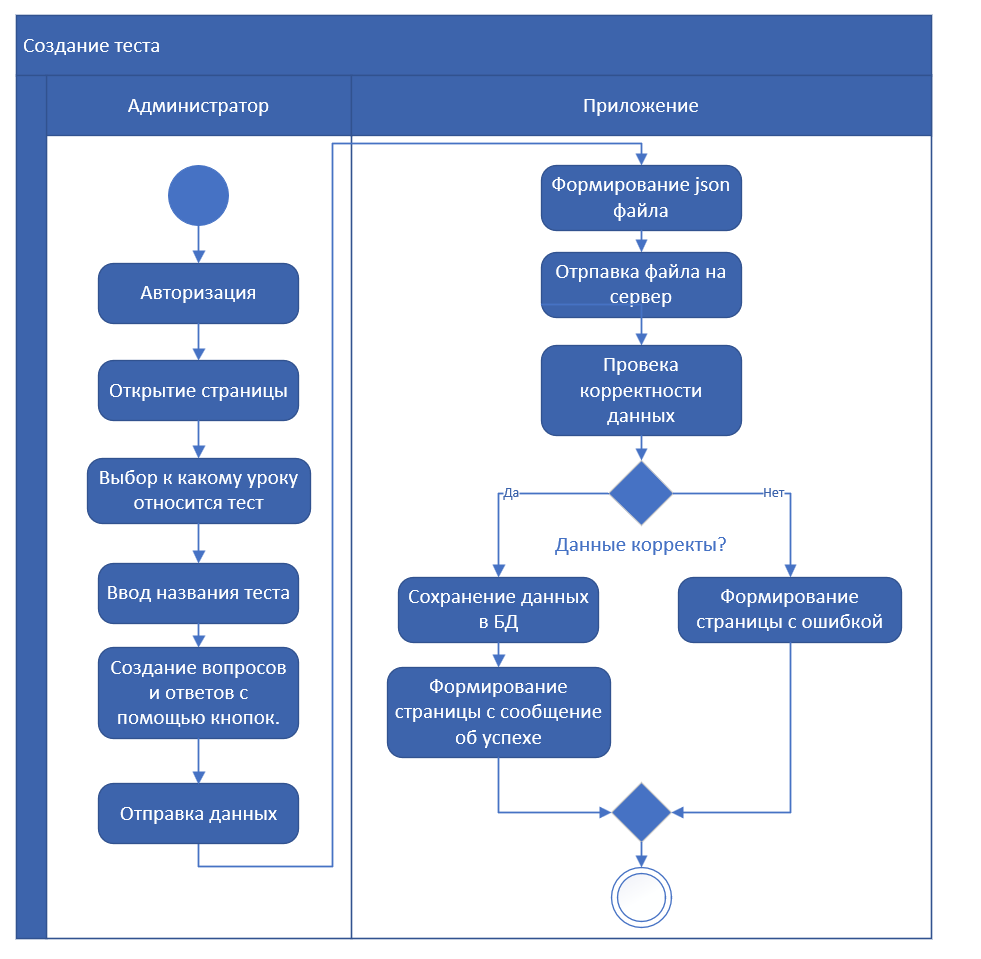 Создание теста
Администратор
Приложение
Авторизация
Открытие страницы
Выбор к какому уроку
относится тест
Ввод названия теста
Создание вопросов
и ответов с
помощью кнопок.
Отправка данных
Формирование json
файла
Отрпавка файла на
сервер
Провека
корректности
данных
Да
Нет
Данные корректы?
Сохранение данных
в БД
Формирование
страницы с ошибкой
Формирование
страницы с сообщение
об успехе